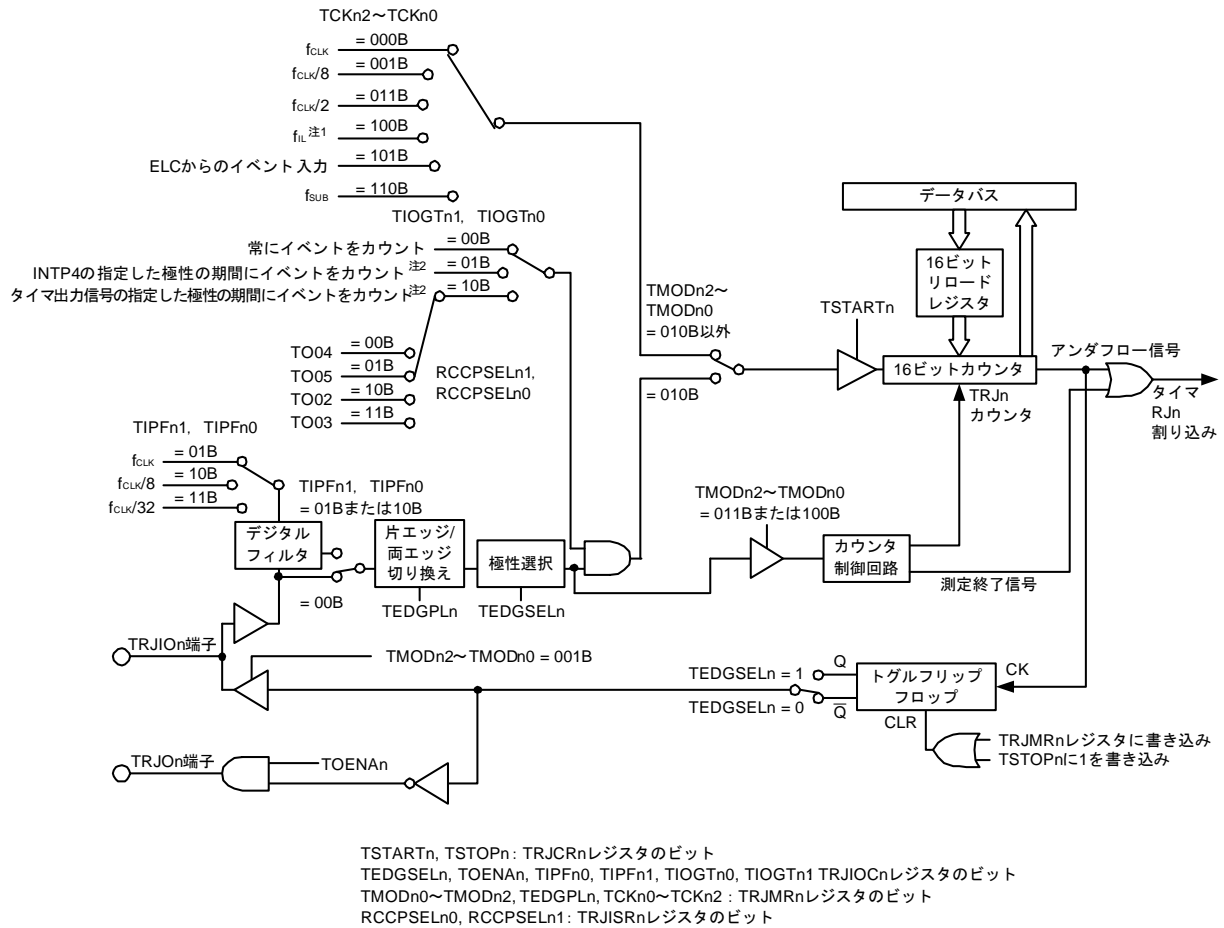 TCKn2～TCKn0
fCLK = 000B
fCLK/8 = 001B
fCLK/2 = 011B
fIL 注1 = 100B
ELCからのイベント入力 = 101B
fSUB = 110B
TIOGTn1, TIOGTn0
常にイベントをカウント = 00B
INTP4の指定した極性の期間にイベントをカウント 注2 = 01B
タイマ出力信号の指定した極性の期間にイベントをカウント 注2 = 10B
TO04 = 00B
TO05 = 01B
TO02 = 10B
TO03 = 11B
RCCPSELn1,
RCCPSELn0
TMODn2～
TMODn0
= 010B以外
= 010B
TSTARTn
データバス
16ビット
リロード
レジスタ
16ビットカウンタ
TRJn
カウンタ
アンダフロー信号
タイマ
RJn
割り込み
TIPFn1, TIPFn0
fCLK = 01B
fCLK/8 = 10B
fCLK/32 = 11B
デジタル
フィルタ
TIPFn1, TIPFn0
= 01Bまたは10B
= 00B
片エッジ/
両エッジ
切り換え
TEDGPLn
極性選択
TEDGSELn
TMODn2～TMODn0
= 011Bまたは100B
カウンタ
制御回路
測定終了信号
TRJIOn端子
TMODn2～TMODn0 = 001B
TEDGSELn = 1
TEDGSELn = 0
Q
Q
トグルフリップ
フロップ
CK
CLR
TRJMRnレジスタに書き込み
TSTOPnに1を書き込み
TRJOn端子
TOENAn
TSTARTn, TSTOPn : TRJCRnレジスタのビット
TEDGSELn, TOENAn, TIPFn0, TIPFn1, TIOGTn0, TIOGTn1 TRJIOCnレジスタのビット
TMODn0～TMODn2, TEDGPLn, TCKn0～TCKn2 : TRJMRnレジスタのビット
RCCPSELn0, RCCPSELn1 : TRJISRnレジスタのビット